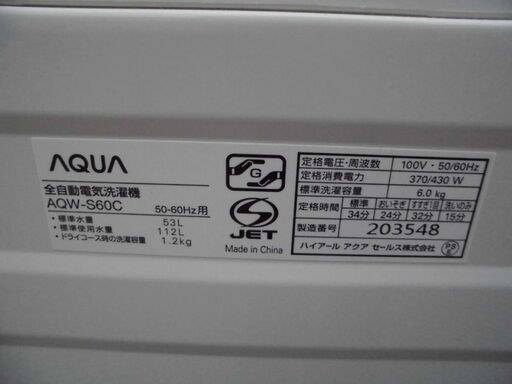 AQUA
全自動電気洗濯機
AQW-S60C 50-60Hz用
・標準水量 53L
・標準使用水量 112L
・ドライコース時の洗濯容量 1.2kg
G
S
JET
Made in China
定格電圧・周波数 100V・50/60Hz
定格消費電力 370/430 W
標準洗濯容量 6.0㎏
定格時間 標準 おいそぎ すすぎ1回 洗いのみ
34分 24分 32分 15分
製造番号 203548
ハイアール アクア セールス株式会社 PS E